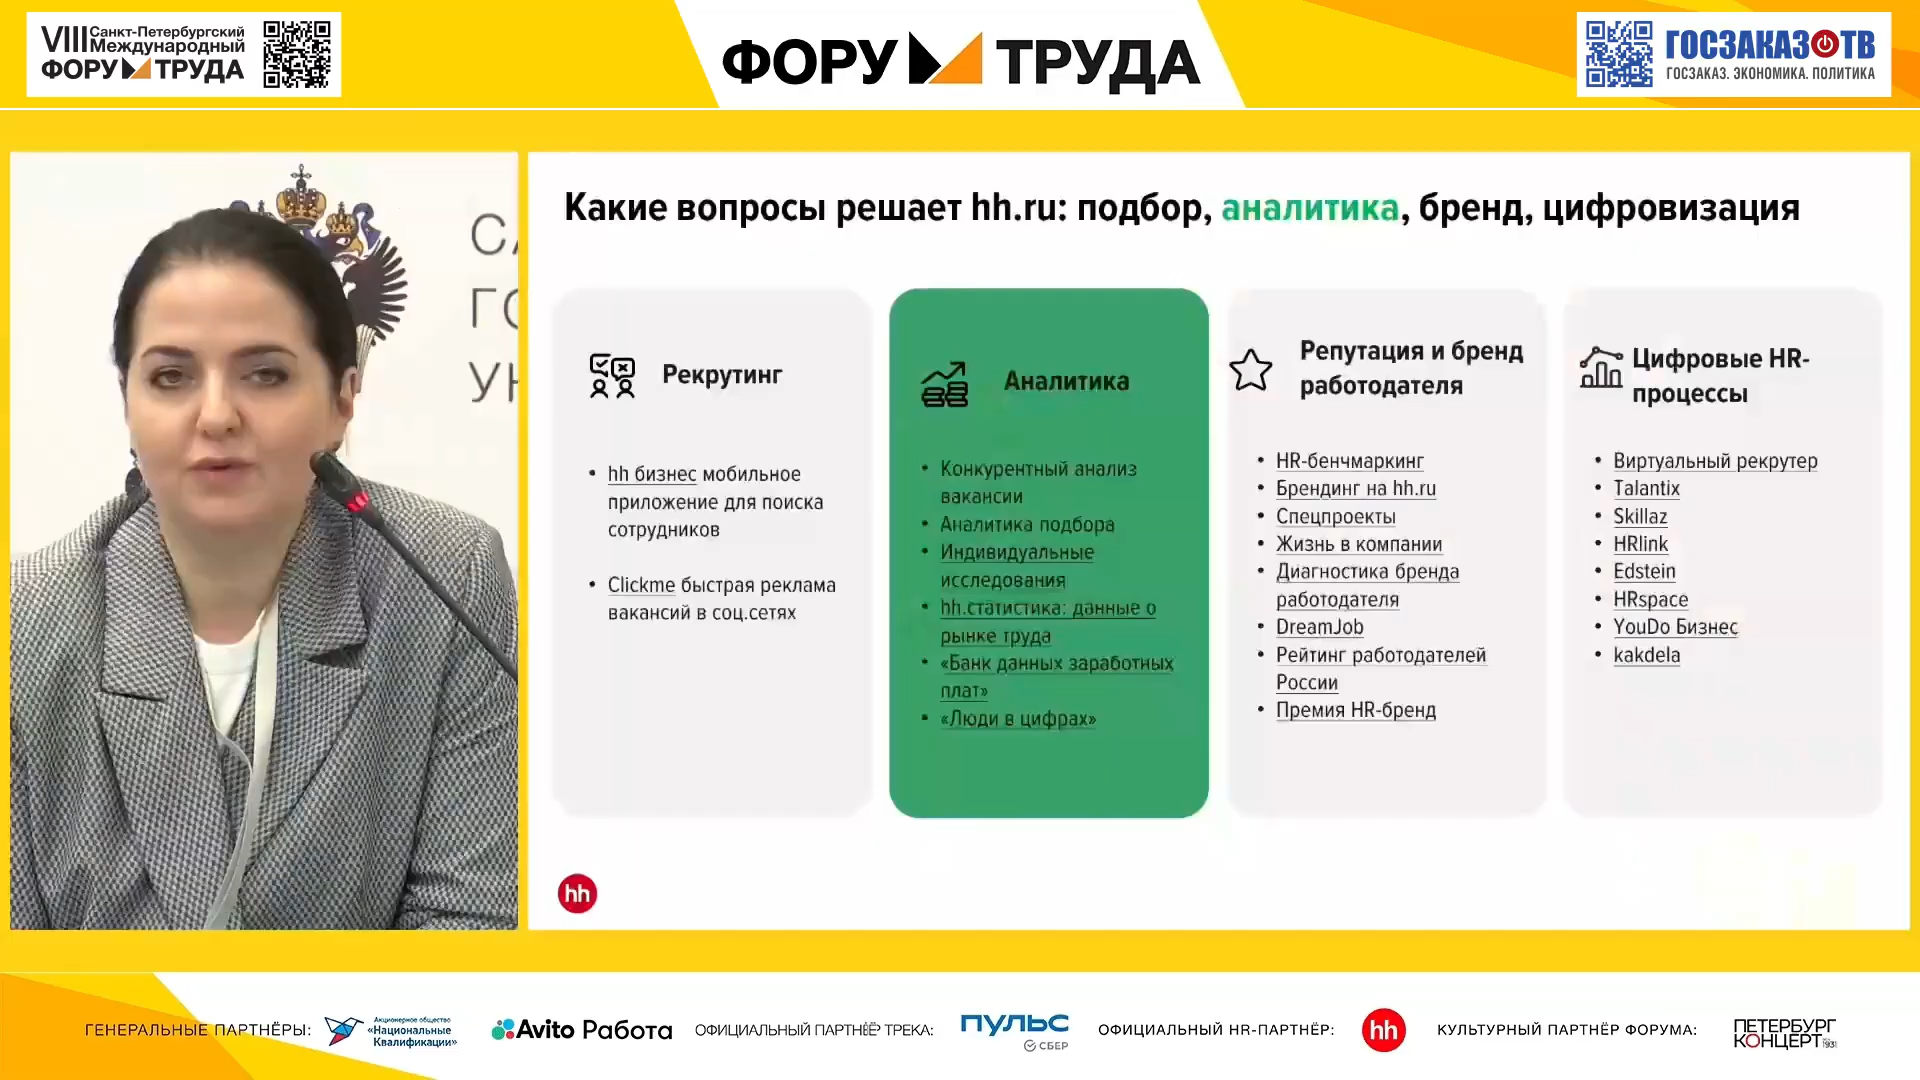 VIII Санкт-Петербургский
Международный
ФОРУМ ТРУДА
ФОРУМ ТРУДА
ГОСЗАКАЗ ТВ
ГОСЗАКАЗ. ЭКОНОМИКА. ПОЛИТИКА
Какие вопросы решает hh.ru: подбор, аналитика, бренд, цифровизация
Рекрутинг
• hh бизнес мобильное
приложение для поиска
сотрудников
• Clickme быстрая реклама
вакансий в соц.сетях
Аналитика
• Конкурентный анализ
вакансии
• Аналитика подбора
• Индивидуальные
исследования
• hh.статистика: данные о
рынке труда
• «Банк данных заработных
плат»
• «Люди в цифрах»
Репутация и бренд
работодателя
• HR-бенчмаркинг
• Брендинг на hh.ru
• Спецпроекты
• Жизнь в компании
• Диагностика бренда
работодателя
• DreamJob
• Рейтинг работодателей
России
• Премия HR-бренд
Цифровые HR-
процессы
• Виртуальный рекрутер
• Talantix
• Skillaz
• HRlink
• Edstein
• HRspace
• YouDo Бизнес
• kakdela
hh
ГЕНЕРАЛЬНЫЕ ПАРТНЁРЫ:
Акционерное общество
«Национальные
Квалификации»
Avito Работа
ОФИЦИАЛЬНЫЙ ПАРТНЁР ТРЕКА:
ПУЛЬС
СБЕР
ОФИЦИАЛЬНЫЙ HR-ПАРТНЁР:
hh
КУЛЬТУРНЫЙ ПАРТНЁР ФОРУМА:
ПЕТЕРБУРГ
КОНЦЕРТ